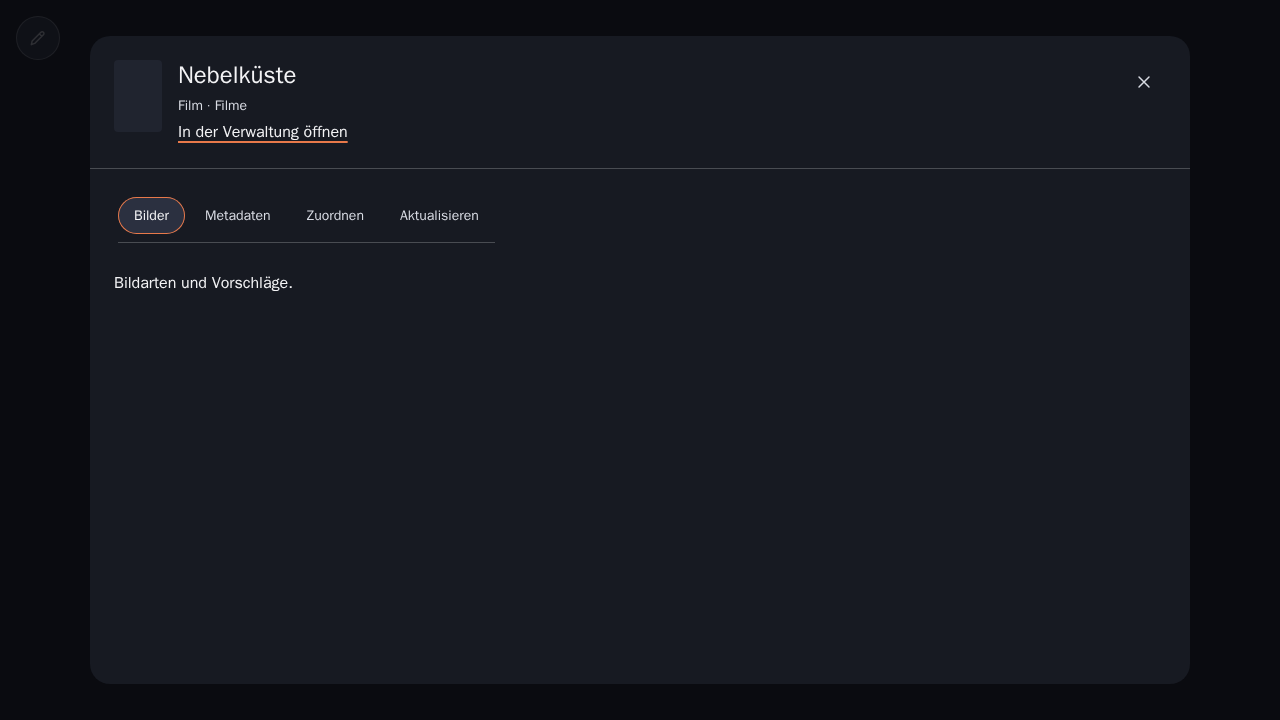 Nebelküste
Film · Filme
In der Verwaltung öffnen
Bilder Metadaten Zuordnen Aktualisieren
Bildarten und Vorschläge.